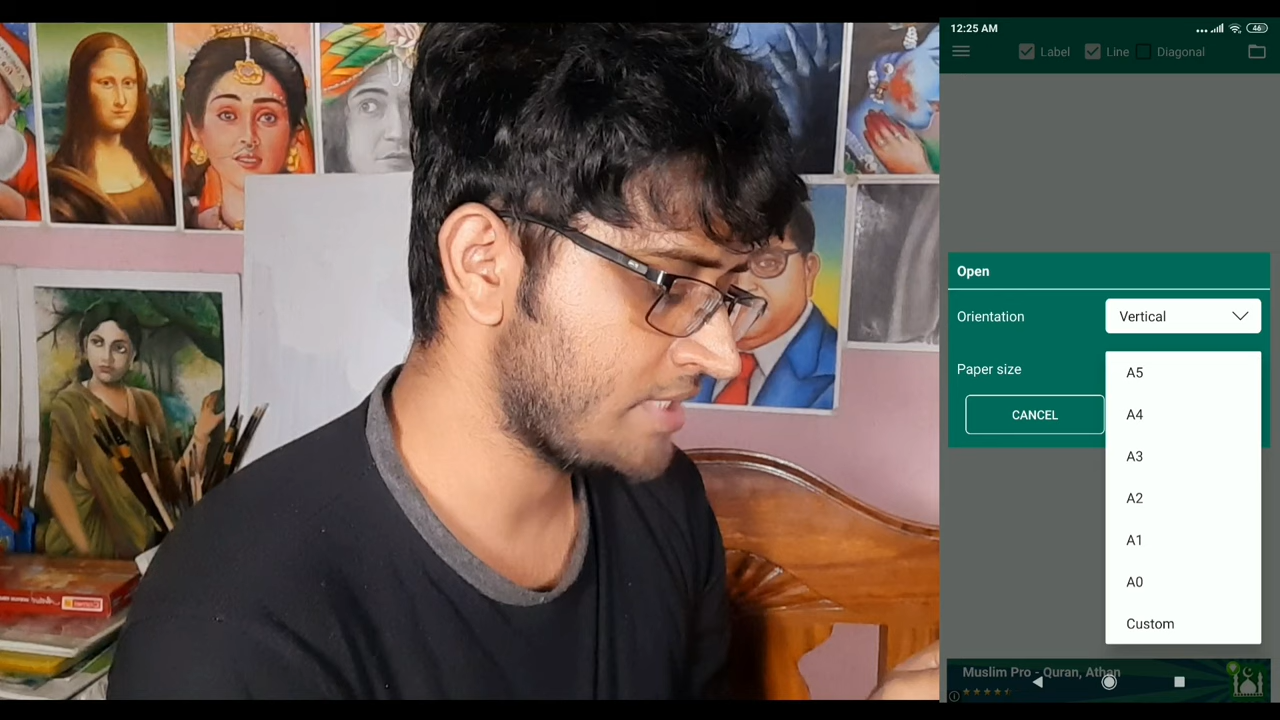 12:25 AM
46
Label
Line
Diagonal
Open
Orientation
Vertical
Paper size
A5
A4
CANCEL
A3
A2
A1
A0
Custom
Muslim Pro - Quran, Athan